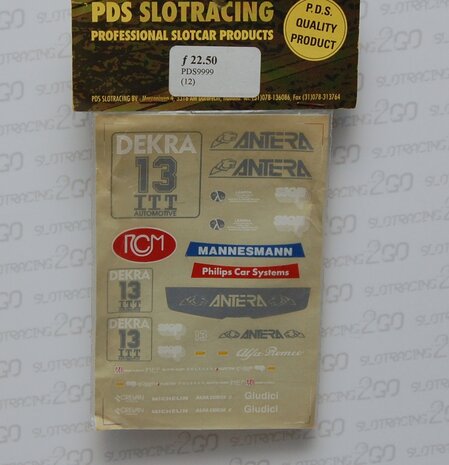 PDS SLOTRACING
PROFESSIONAL SLOTCAR PRODUCTS
P.D.S.
QUALITY
PRODUCT
ƒ 22.50
PDS9999
(12)
PDS SLOTRACING BV
DEKRA
13
ITT
AUTOMOTIVE
ANTERA
ANTERA
RCM
MANNESMANN
Philips Car Systems
DEKRA
13
ITT
ANTERA
DEKRA
13
ITT
13
ANTERA
Alfa Romeo
MICHELIN
Giudici
MICHELIN
Giudici
SLOTRACING2GO